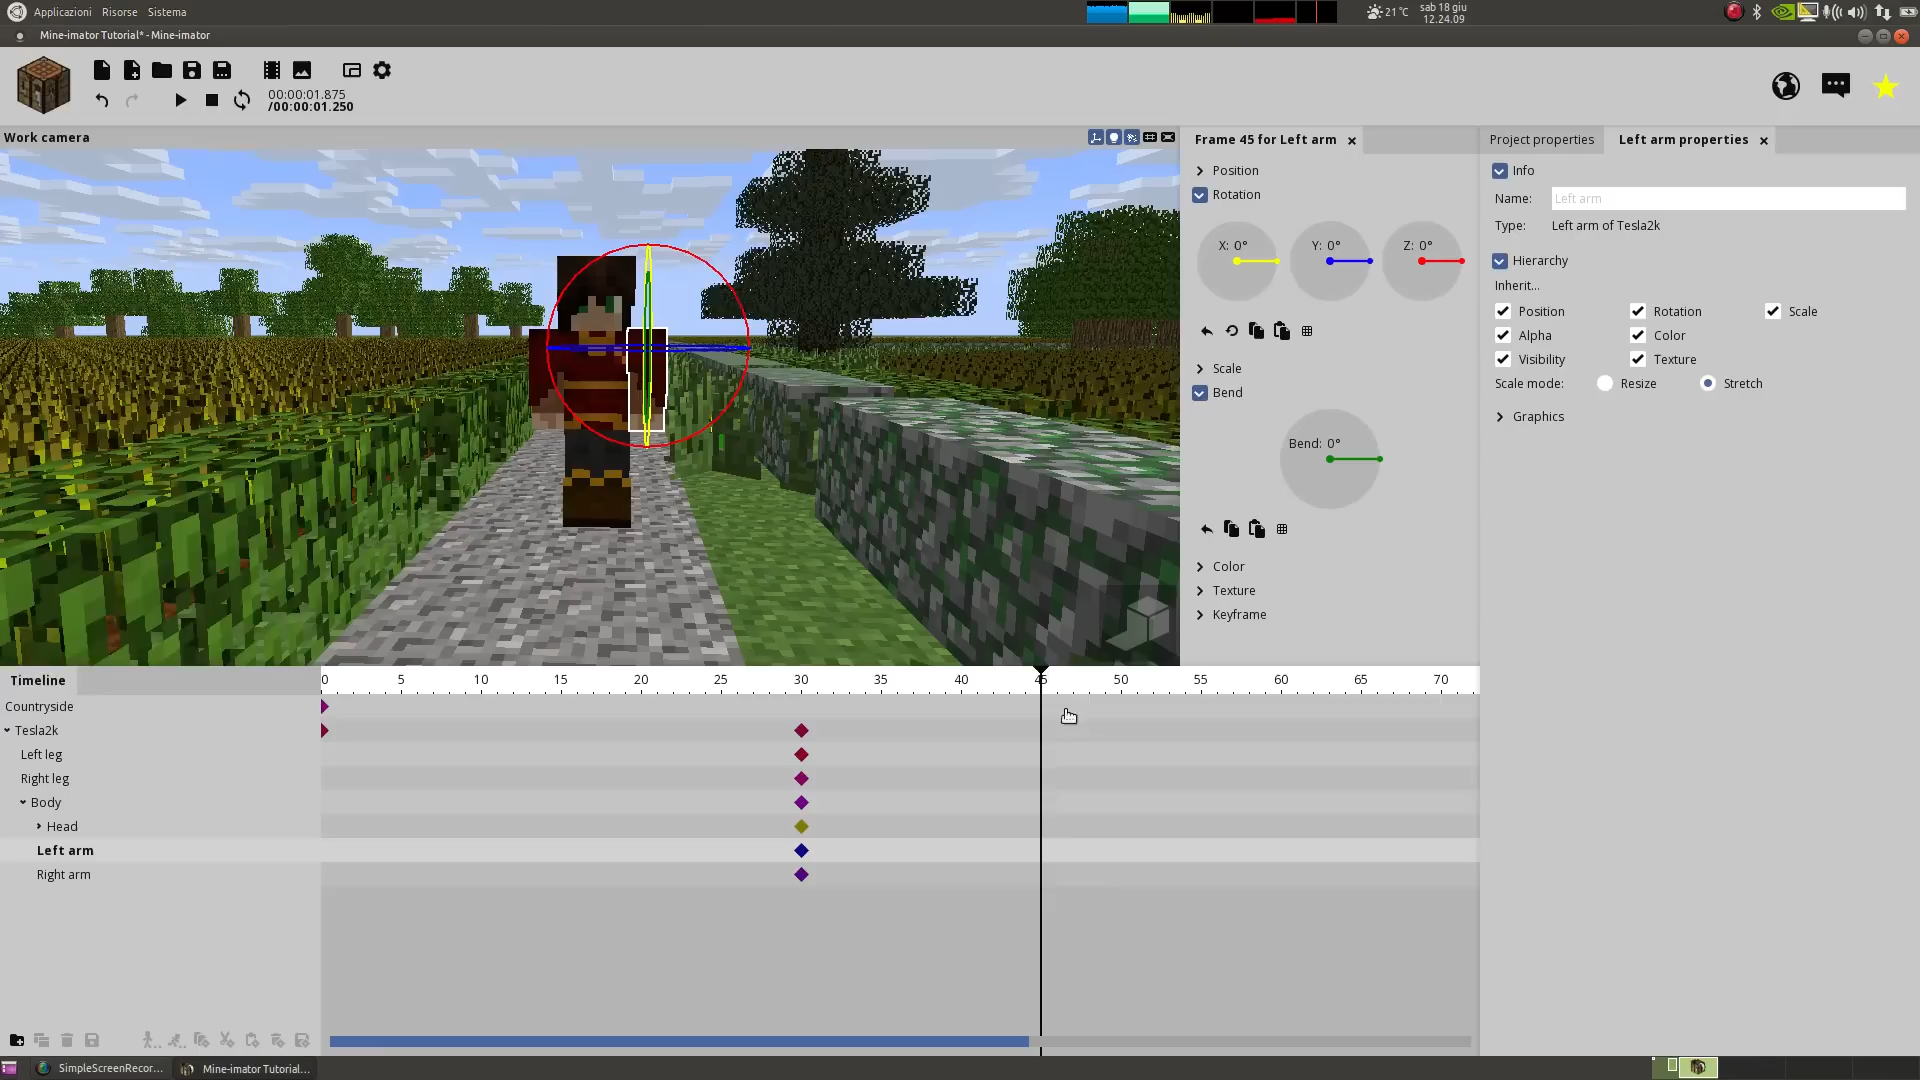 Applicazioni Risorse Sistema
21 °C
sab 18 giu
12.24.09
Mine-imator Tutorial* - Mine-imator
00:00:01.875
/00:00:01.250
Work camera
Frame 45 for Left arm
Position
Rotation
X: 0°
Y: 0°
Z: 0°
Scale
Bend
Bend: 0°
Color
Texture
Keyframe
Project properties
Left arm properties
Info
Name: Left arm
Type: Left arm of Tesla2k
Hierarchy
Inherit...
Position Rotation Scale
Alpha Color
Visibility Texture
Scale mode: Resize Stretch
Graphics
Timeline
0 5 10 15 20 25 30 35 40 45 50 55 60 65 70
Countryside
Tesla2k
Left leg
Right leg
Body
Head
Left arm
Right arm
SimpleScreenRecor...
Mine-imator Tutorial...